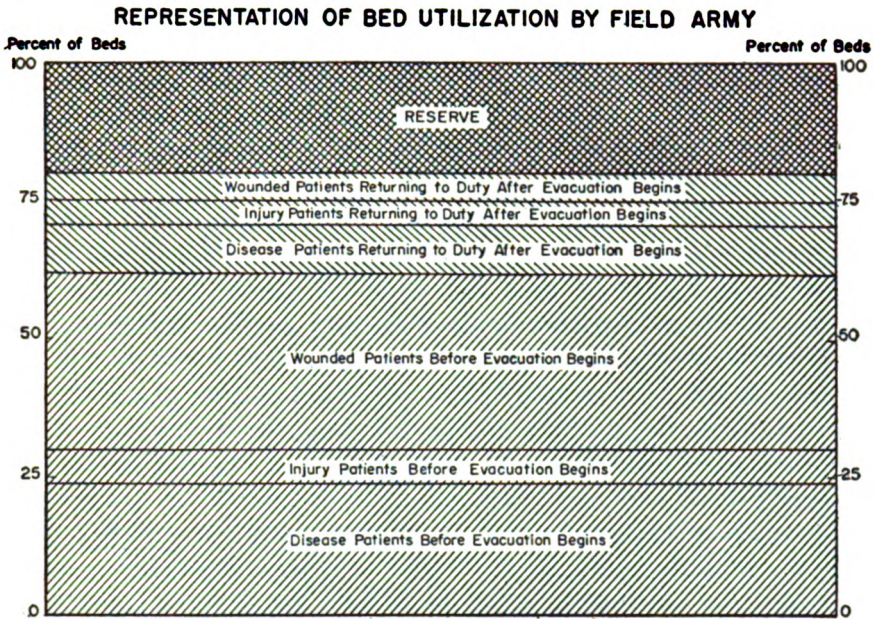 REPRESENTATION OF BED UTILIZATION BY FIELD ARMY
Percent of Beds Percent of Beds
100 100
RESERVE
Wounded Patients Returning to Duty After Evacuation Begins
75 75
Injury Patients Returning to Duty After Evacuation Begins
Disease Patients Returning to Duty After Evacuation Begins
50 50
Wounded Patients Before Evacuation Begins
Injury Patients Before Evacuation Begins
25 25
Disease Patients Before Evacuation Begins
0 0